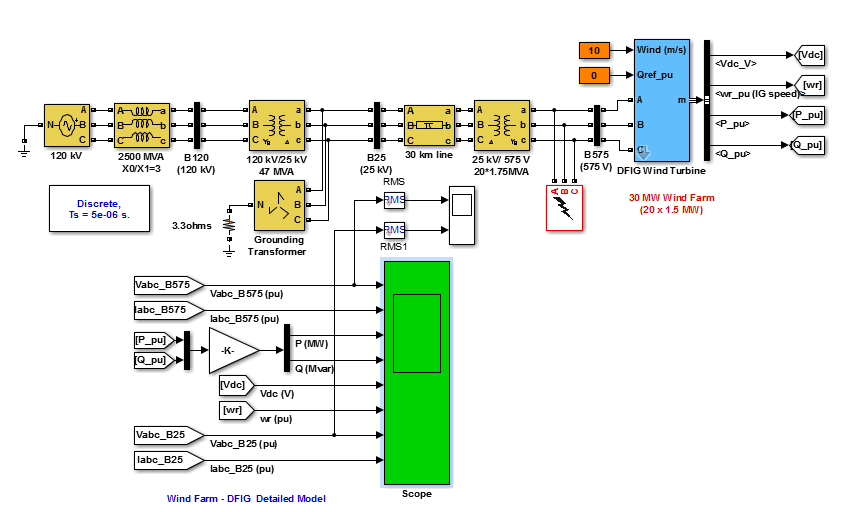 10
0
Wind (m/s)
Qref_pu
A
B
C
m
<Vdc_V>
<wr_pu (IG speed)>
<P_pu>
<Q_pu>
[Vdc]
[wr]
[P_pu]
[Q_pu]
DFIG Wind Turbine
30 MW Wind Farm
(20 x 1.5 MW)
N
A
B
C
120 kV
A
B
C
a
b
c
2500 MVA
X0/X1=3
B120
(120 kV)
A
B
C
a
b
c
Yg
120 kV/25 kV
47 MVA
B25
(25 kV)
A
B
C
a
b
c
30 km line
A
B
C
a
b
c
Yg
25 kV/ 575 V
20*1.75MVA
B575
(575 V)
A
B
C
Discrete,
Ts = 5e-06 s.
3.3ohms
N
A
B
C
Grounding
Transformer
RMS
RMS
RMS
RMS1
Vabc_B575
Vabc_B575 (pu)
Iabc_B575
Iabc_B575 (pu)
[P_pu]
[Q_pu]
-K-
P (MW)
Q (Mvar)
[Vdc]
Vdc (V)
[wr]
wr (pu)
Vabc_B25
Vabc_B25 (pu)
Iabc_B25
Iabc_B25 (pu)
Scope
Wind Farm - DFIG Detailed Model